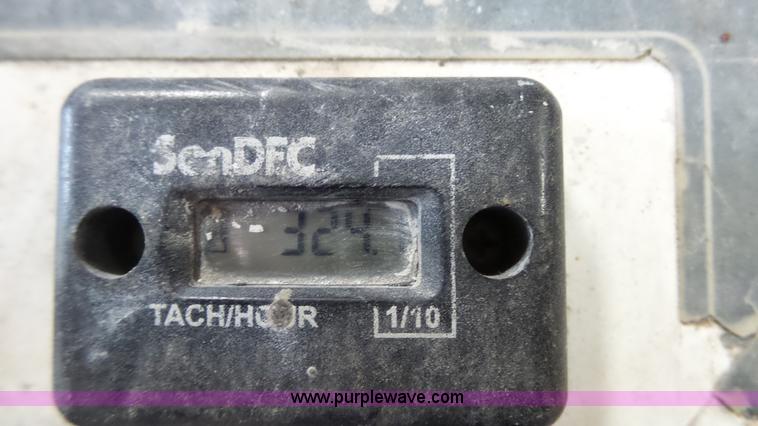 SenDEC
324.
TACH/HOUR 1/10
www.purplewave.com